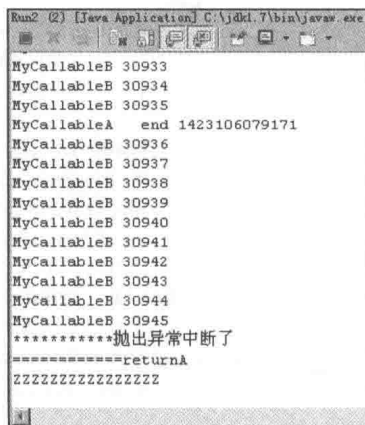 Run2 (2) [Java Application] C:\jdk1.7\bin\javaw.exe
MyCallableB 30933
MyCallableB 30934
MyCallableB 30935
MyCallableA   end 1423106079171
MyCallableB 30936
MyCallableB 30937
MyCallableB 30938
MyCallableB 30939
MyCallableB 30940
MyCallableB 30941
MyCallableB 30942
MyCallableB 30943
MyCallableB 30944
MyCallableB 30945
***********抛出异常中断了
============returnA
ZZZZZZZZZZZZZZZZ